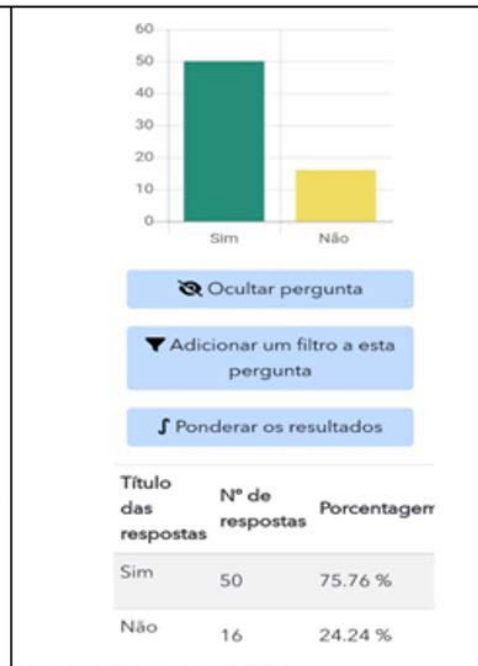 60
50
40
30
20
10
0
Sim Não
Ocultar pergunta
Adicionar um filtro a esta
pergunta
Ponderar os resultados
Título
das
respostas
Nº de
respostas
Porcentagem
Sim 50 75.76 %
Não 16 24.24 %